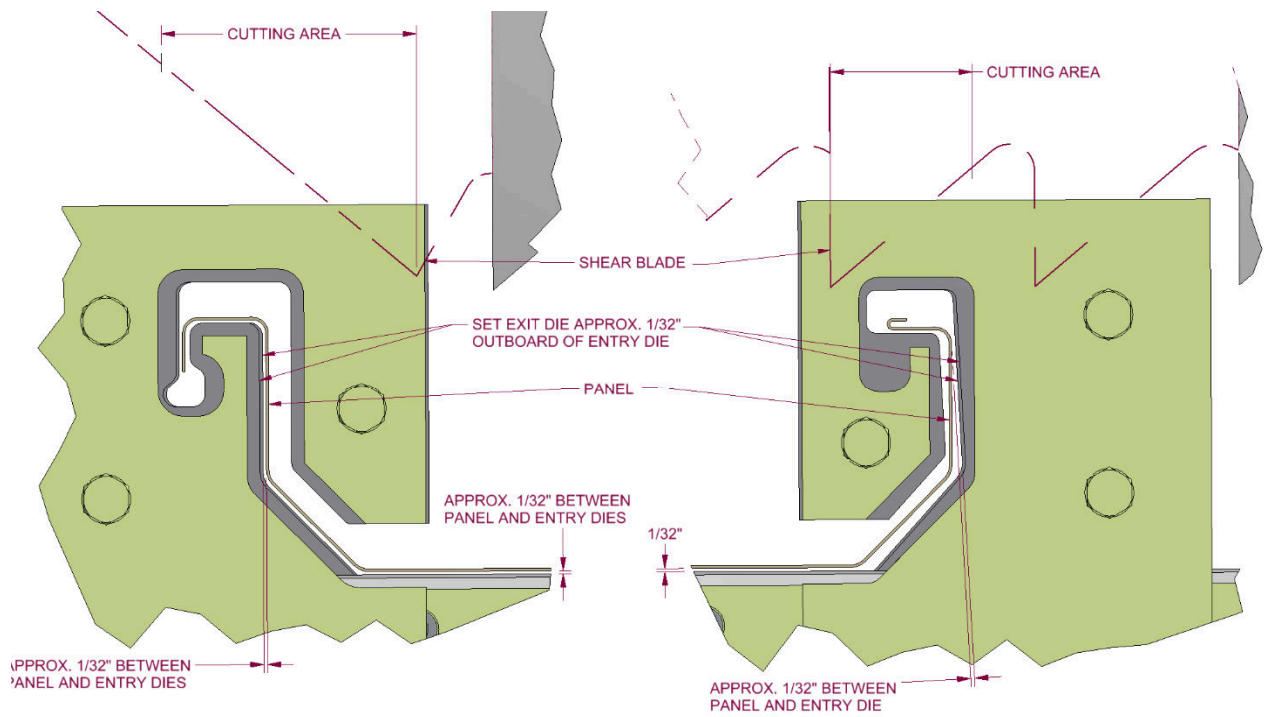 CUTTING AREA
CUTTING AREA
SHEAR BLADE
SET EXIT DIE APPROX. 1/32"
OUTBOARD OF ENTRY DIE
PANEL
APPROX. 1/32" BETWEEN
PANEL AND ENTRY DIES
1/32"
APPROX. 1/32" BETWEEN
PANEL AND ENTRY DIES
APPROX. 1/32" BETWEEN
PANEL AND ENTRY DIE